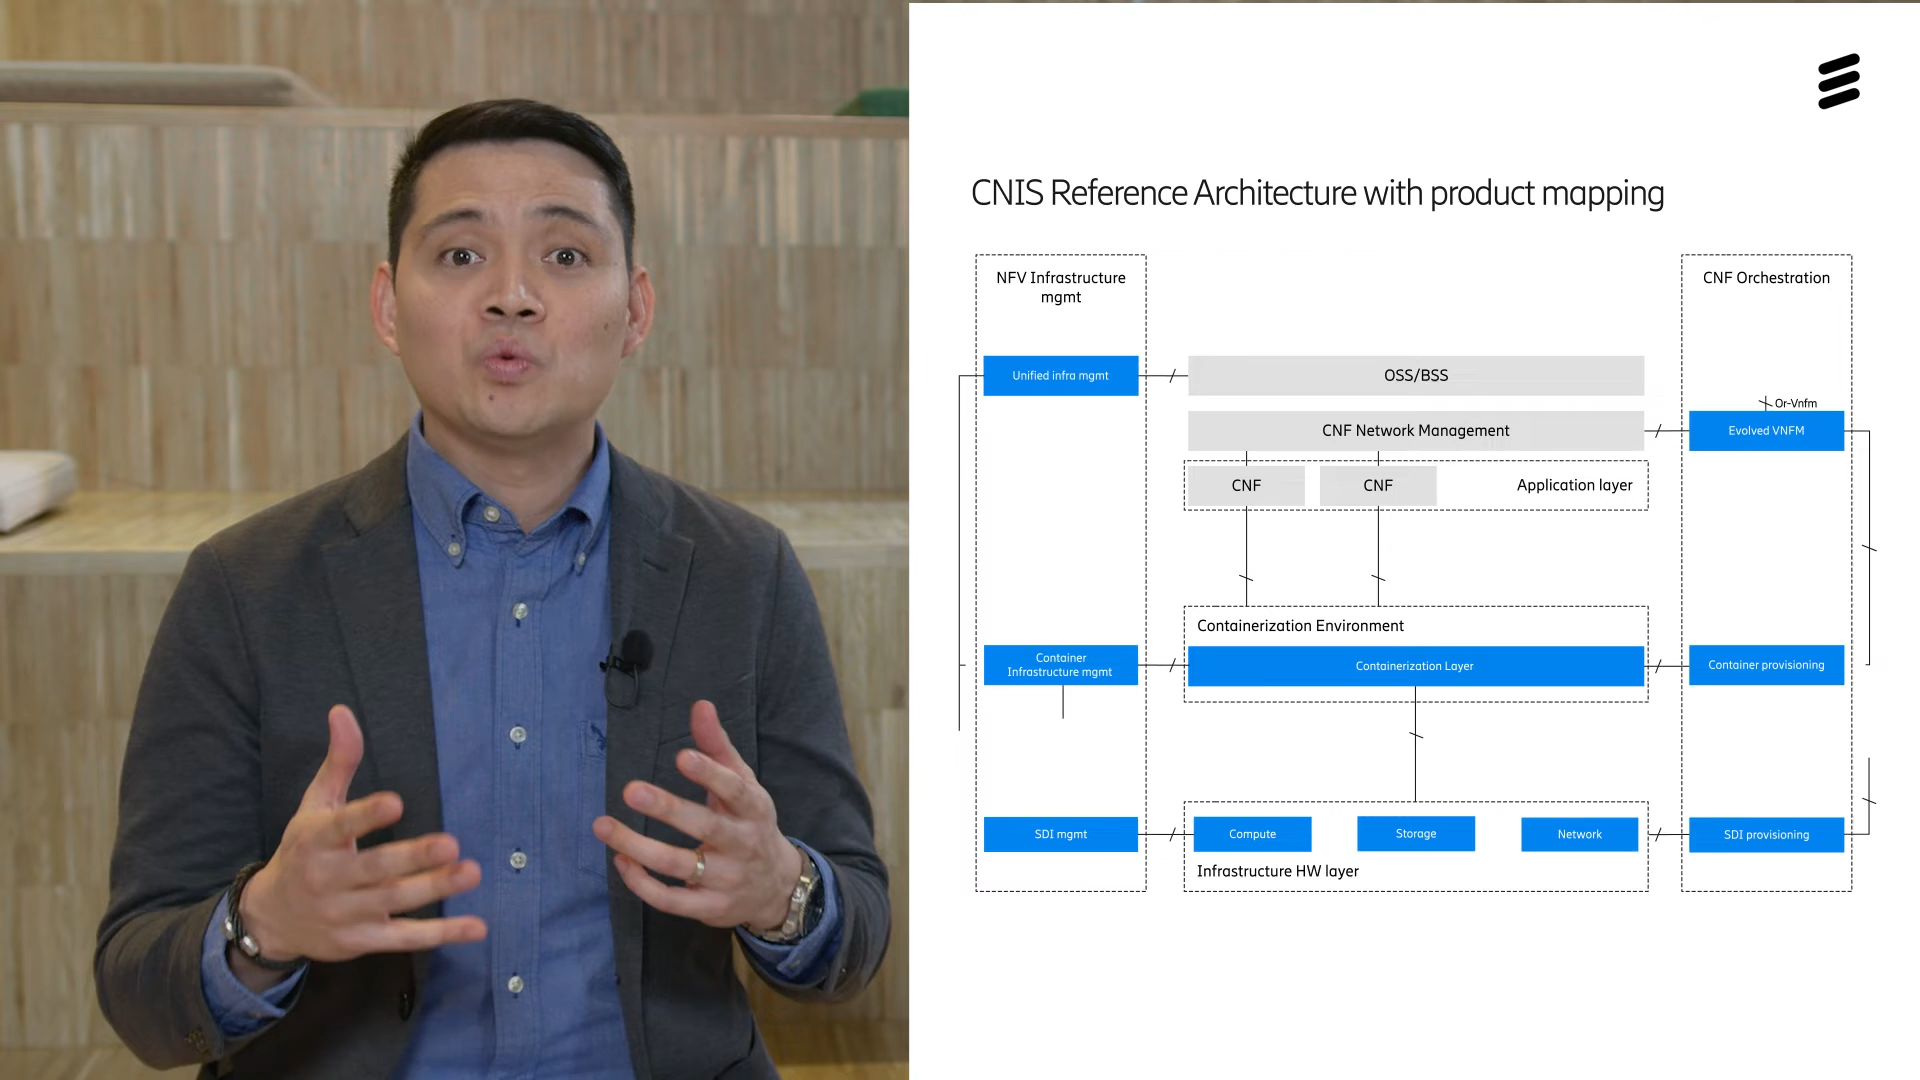 CNIS Reference Architecture with product mapping
NFV Infrastructure
mgmt
CNF Orchestration
Unified infra mgmt
OSS/BSS
Or-Vnfm
CNF Network Management
Evolved VNFM
CNF
CNF
Application layer
Containerization Environment
Container
Infrastructure mgmt
Containerization Layer
Container provisioning
SDI mgmt
Compute
Storage
Network
SDI provisioning
Infrastructure HW layer